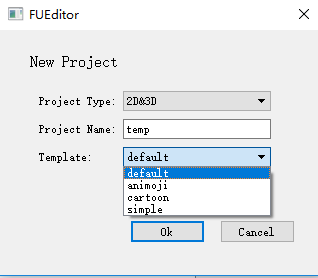 FUEditor
New Project
Project Type: 2D&3D
Project Name: temp
Template: default
default
animoji
cartoon
simple
Ok Cancel